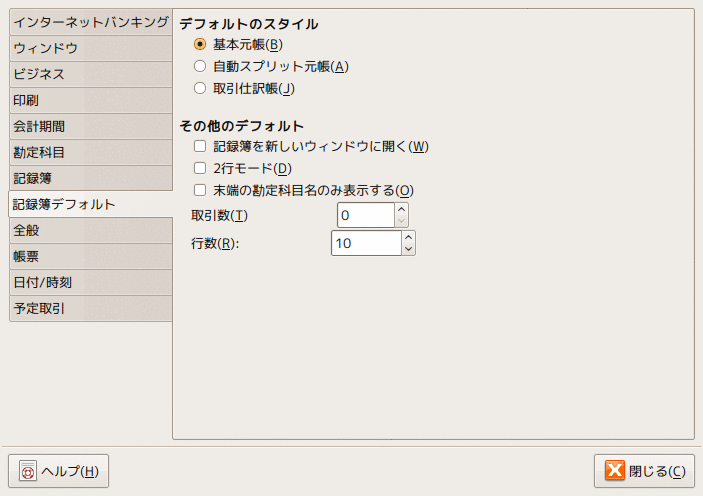 インターネットバンキング
ウィンドウ
ビジネス
印刷
会計期間
勘定科目
記録簿
記録簿デフォルト
全般
帳票
日付/時刻
予定取引
デフォルトのスタイル
基本元帳(B)
自動スプリット元帳(A)
取引仕訳帳(J)
その他のデフォルト
記録簿を新しいウィンドウに開く(W)
2行モード(D)
末端の勘定科目名のみ表示する(O)
取引数(T) 0
行数(R): 10
ヘルプ(H) 閉じる(C)